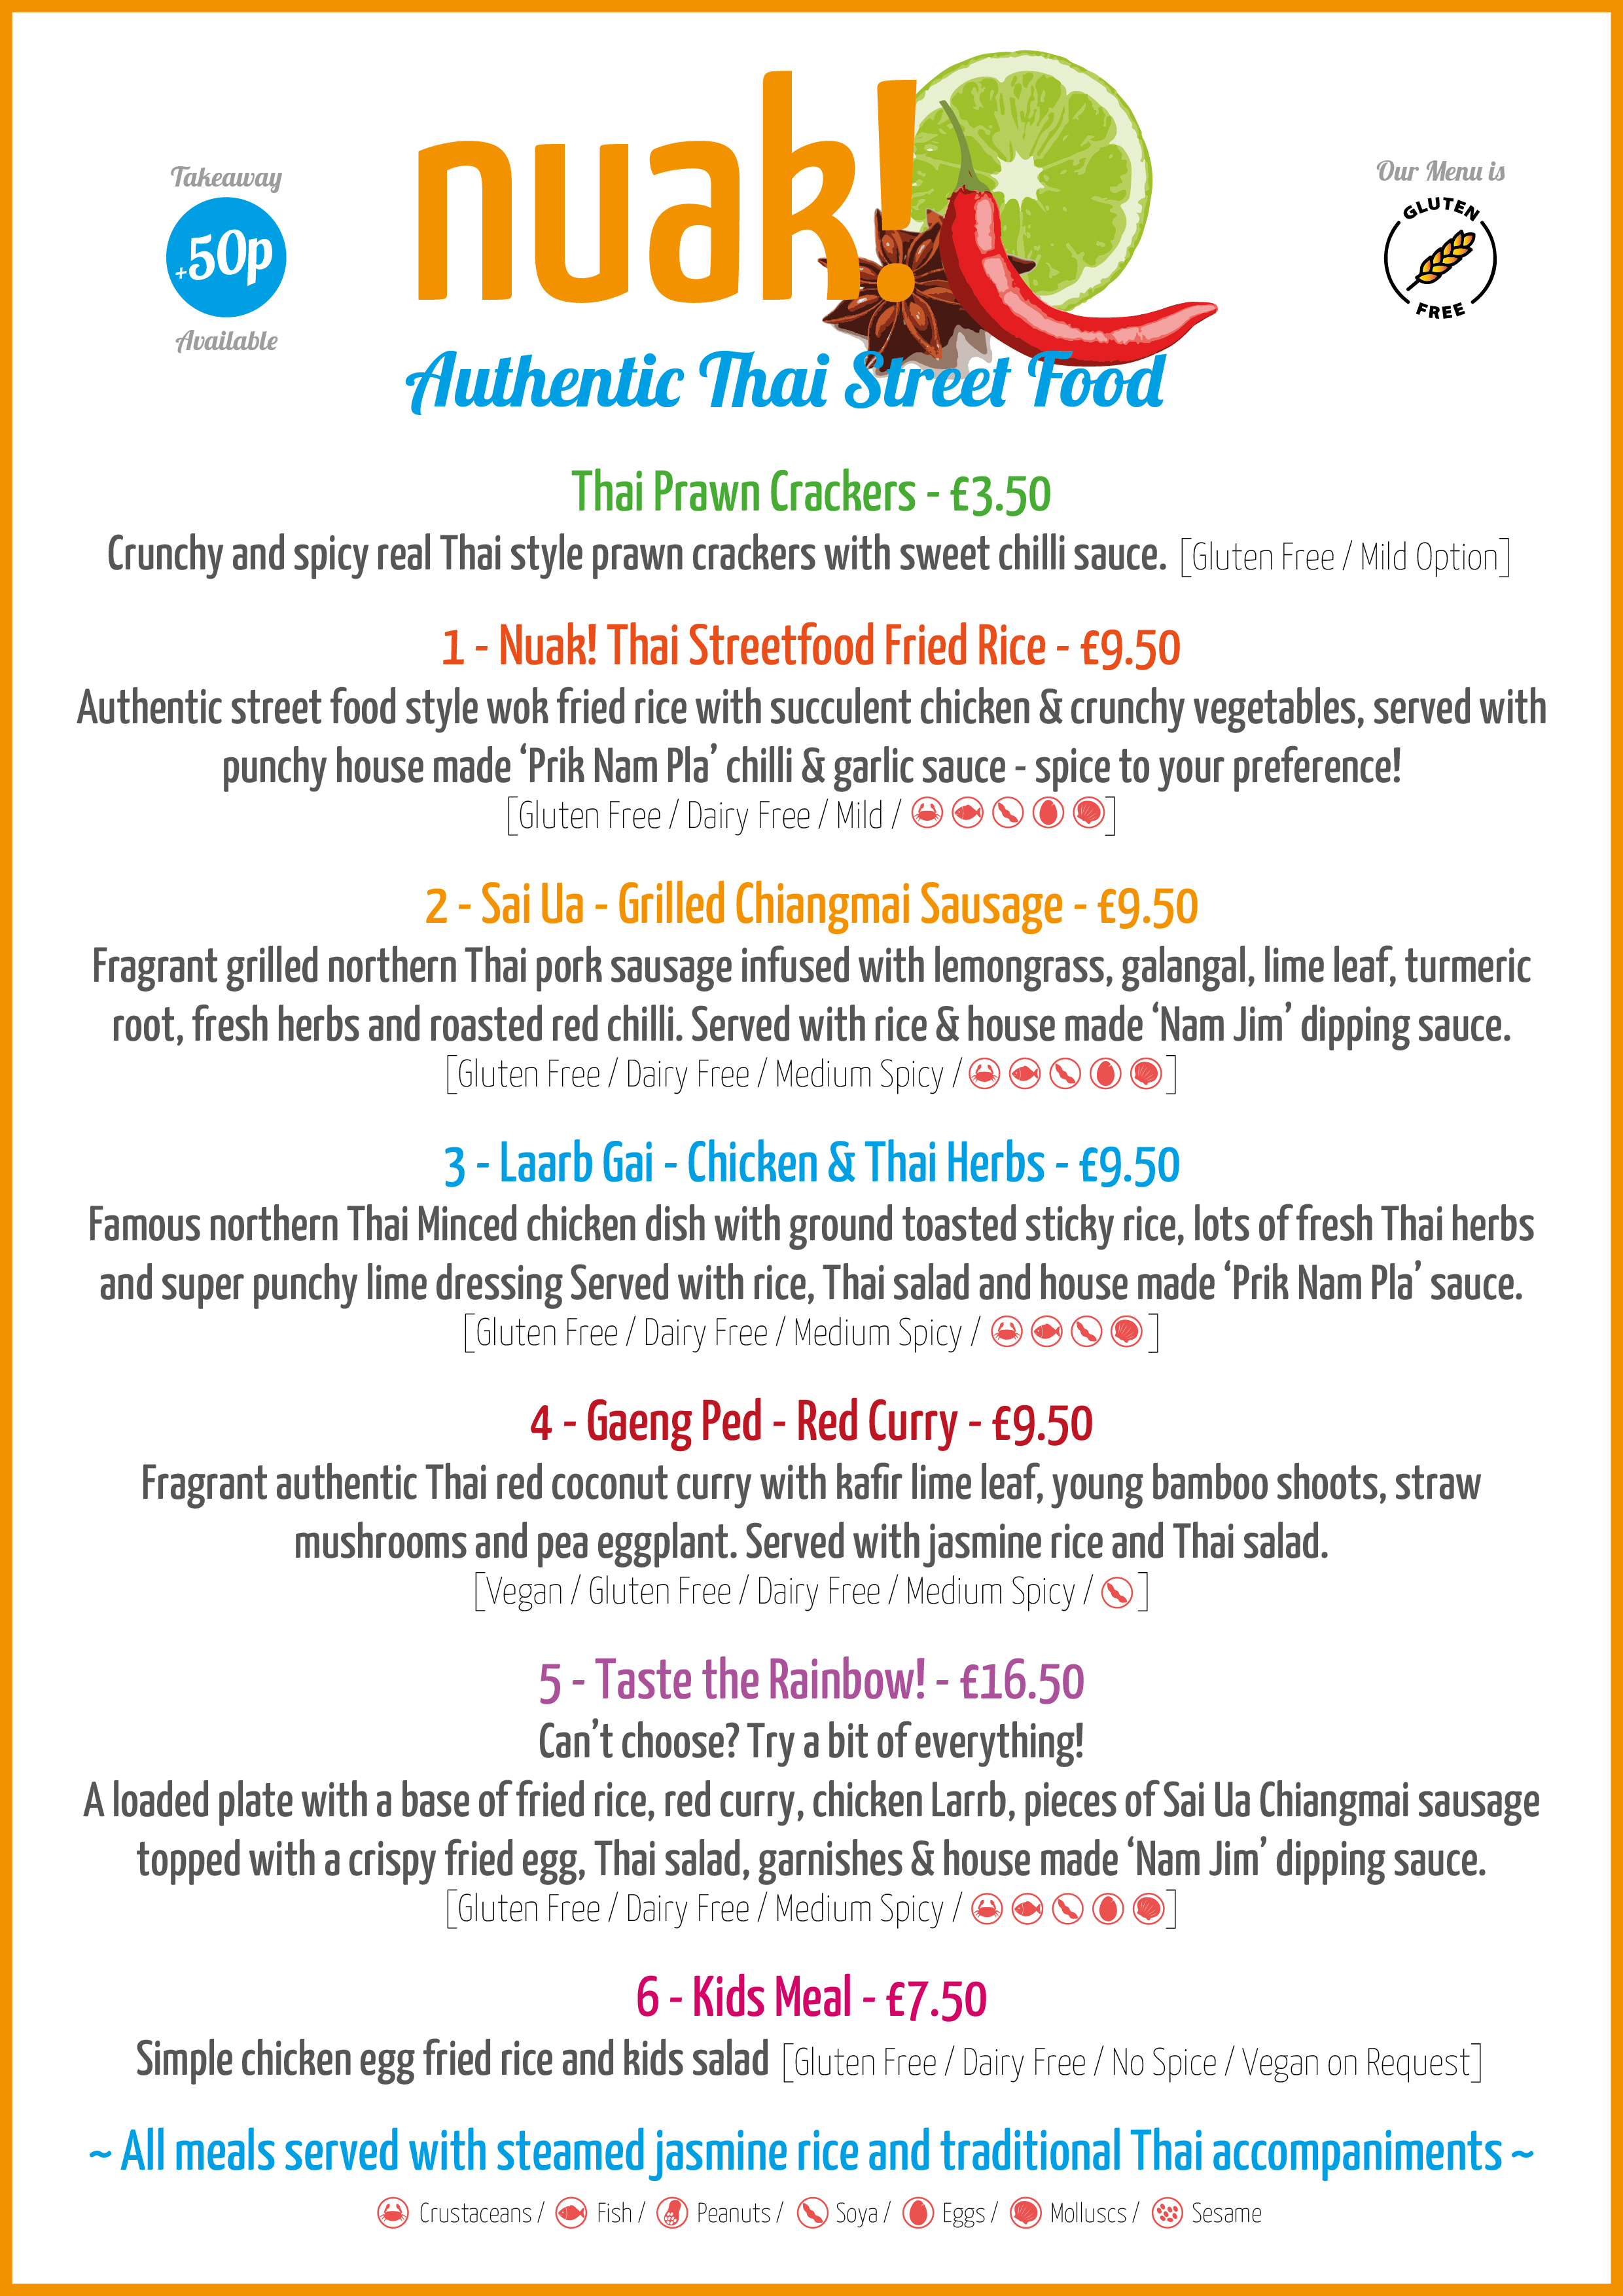 Takeaway
+50p
Available
nuak!
Authentic Thai Street Food
Our Menu is
GLUTEN
FREE
Thai Prawn Crackers - £3.50
Crunchy and spicy real Thai style prawn crackers with sweet chilli sauce. [Gluten Free / Mild Option]
1 - Nuak! Thai Streetfood Fried Rice - £9.50
Authentic street food style wok fried rice with succulent chicken & crunchy vegetables, served with
punchy house made ‘Prik Nam Pla’ chilli & garlic sauce - spice to your preference!
[Gluten Free / Dairy Free / Mild / ]
2 - Sai Ua - Grilled Chiangmai Sausage - £9.50
Fragrant grilled northern Thai pork sausage infused with lemongrass, galangal, lime leaf, turmeric
root, fresh herbs and roasted red chilli. Served with rice & house made ‘Nam Jim’ dipping sauce.
[Gluten Free / Dairy Free / Medium Spicy / ]
3 - Laarb Gai - Chicken & Thai Herbs - £9.50
Famous northern Thai Minced chicken dish with ground toasted sticky rice, lots of fresh Thai herbs
and super punchy lime dressing Served with rice, Thai salad and house made ‘Prik Nam Pla’ sauce.
[Gluten Free / Dairy Free / Medium Spicy / ]
4 - Gaeng Ped - Red Curry - £9.50
Fragrant authentic Thai red coconut curry with kafir lime leaf, young bamboo shoots, straw
mushrooms and pea eggplant. Served with jasmine rice and Thai salad.
[Vegan / Gluten Free / Dairy Free / Medium Spicy / ]
5 - Taste the Rainbow! - £16.50
Can’t choose? Try a bit of everything!
A loaded plate with a base of fried rice, red curry, chicken Larrb, pieces of Sai Ua Chiangmai sausage
topped with a crispy fried egg, Thai salad, garnishes & house made ‘Nam Jim’ dipping sauce.
[Gluten Free / Dairy Free / Medium Spicy / ]
6 - Kids Meal - £7.50
Simple chicken egg fried rice and kids salad [Gluten Free / Dairy Free / No Spice / Vegan on Request]
~ All meals served with steamed jasmine rice and traditional Thai accompaniments ~
Crustaceans / Fish / Peanuts / Soya / Eggs / Molluscs / Sesame